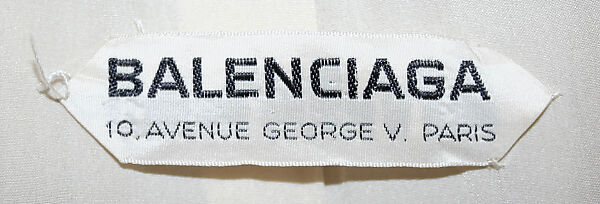 BALENCIAGA
10, AVENUE GEORGE V. PARIS